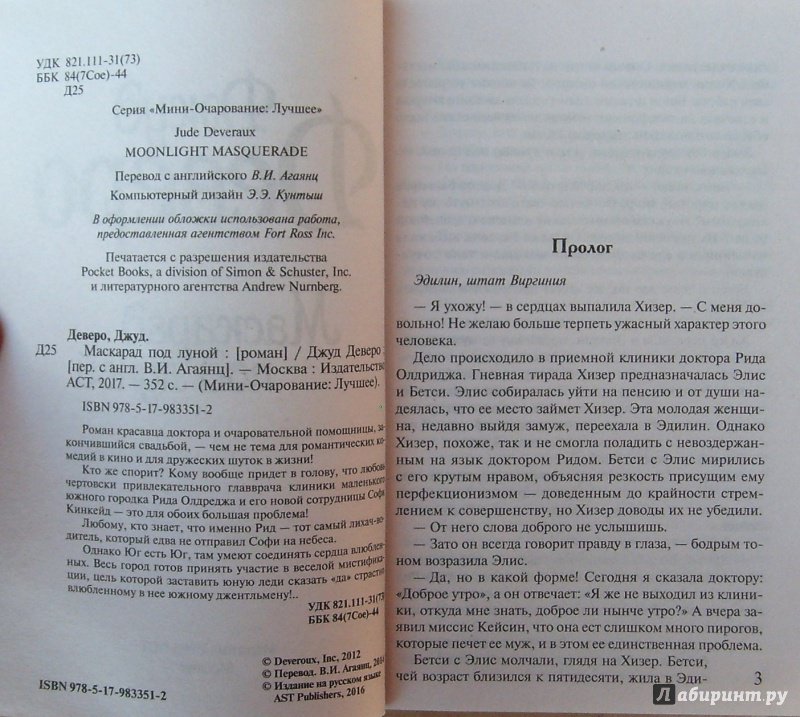 УДК 821.111-31(73)
ББК 84(7Сое)-44
Д25
Серия «Мини-Очарование: Лучшее»
Jude Deveraux
MOONLIGHT MASQUERADE
Перевод с английского В.И. Агаянц
Компьютерный дизайн Э.Э. Кунтыш
В оформлении обложки использована работа,
предоставленная агентством Fort Ross Inc.
Печатается с разрешения издательства
Pocket Books, a division of Simon & Schuster, Inc.
и литературного агентства Andrew Nurnberg.
Деверо, Джуд.
Д25 Маскарад под луной : [роман] / Джуд Деверо ;
[пер. с англ. В.И. Агаянц]. — Москва : Издательство
АСТ, 2017. — 352 с. — (Мини-Очарование: Лучшее).
ISBN 978-5-17-983351-2
Роман красавца доктора и очаровательной помощницы, за-
кончившийся свадьбой, — чем не тема для романтических ко-
медий в кино и для дружеских шуток в жизни!
Кто же спорит? Кому вообще придет в голову, что любовь
чертовски привлекательного главврача клиники маленького
южного городка Рида Олдреджа и его новой сотрудницы Софи
Кинкейд — это для обоих большая проблема!
Любому, кто знает, что именно Рид — тот самый лихач-во-
дитель, который едва не отправил Софи на небеса.
Однако Юг есть Юг, там умеют соединять сердца влюблен-
ных. Весь город готов принять участие в веселой мистифика-
ции, цель которой заставить юную леди сказать «да» страстно
влюбленному в нее южному джентльмену!..
УДК 821.111-31(73)
ББК 84(7Сое)-44
© Deveraux, Inc, 2012
© Перевод. В.И. Агаянц, 2014
© Издание на русском языке
AST Publishers, 2016
ISBN 978-5-17-983351-2
Пролог
Эдилин, штат Виргиния
— Я ухожу! — в сердцах выпалила Хизер. — С меня до-
вольно! Не желаю больше терпеть ужасный характер этого
человека.
Дело происходило в приемной клиники доктора Рида
Олдриджа. Гневная тирада Хизер предназначалась Элис
и Бетси. Элис собиралась уйти на пенсию и от души на-
деялась, что ее место займет Хизер. Эта молодая женщи-
на, недавно выйдя замуж, переехала в Эдилин. Однако
Хизер, похоже, так и не смогла поладить с невоздержан-
ным на язык доктором Ридом. Бетси с Элис мирились
с его крутым нравом, объясняя резкость присущим ему
перфекционизмом — доведенным до крайности стрем-
лением к совершенству, но Хизер доводы их не убедили.
— От него слова доброго не услышишь.
— Зато он всегда говорит правду в глаза, — бодрым то-
ном возразила Элис.
— Да, но в какой форме! Сегодня я сказала доктору:
«Доброе утро», а он отвечает: «Я же не выходил из клини-
ки, откуда мне знать, доброе ли нынче утро?» А вчера за-
явил миссис Кейсин, что она ест слишком много пирогов,
которые печет ее муж, и в этом ее единственная проблема.
Бетси с Элис молчали, глядя на Хизер. Бетси,
чей возраст близился к пятидесяти, жила в Эди-
3
Лабиринт.ру